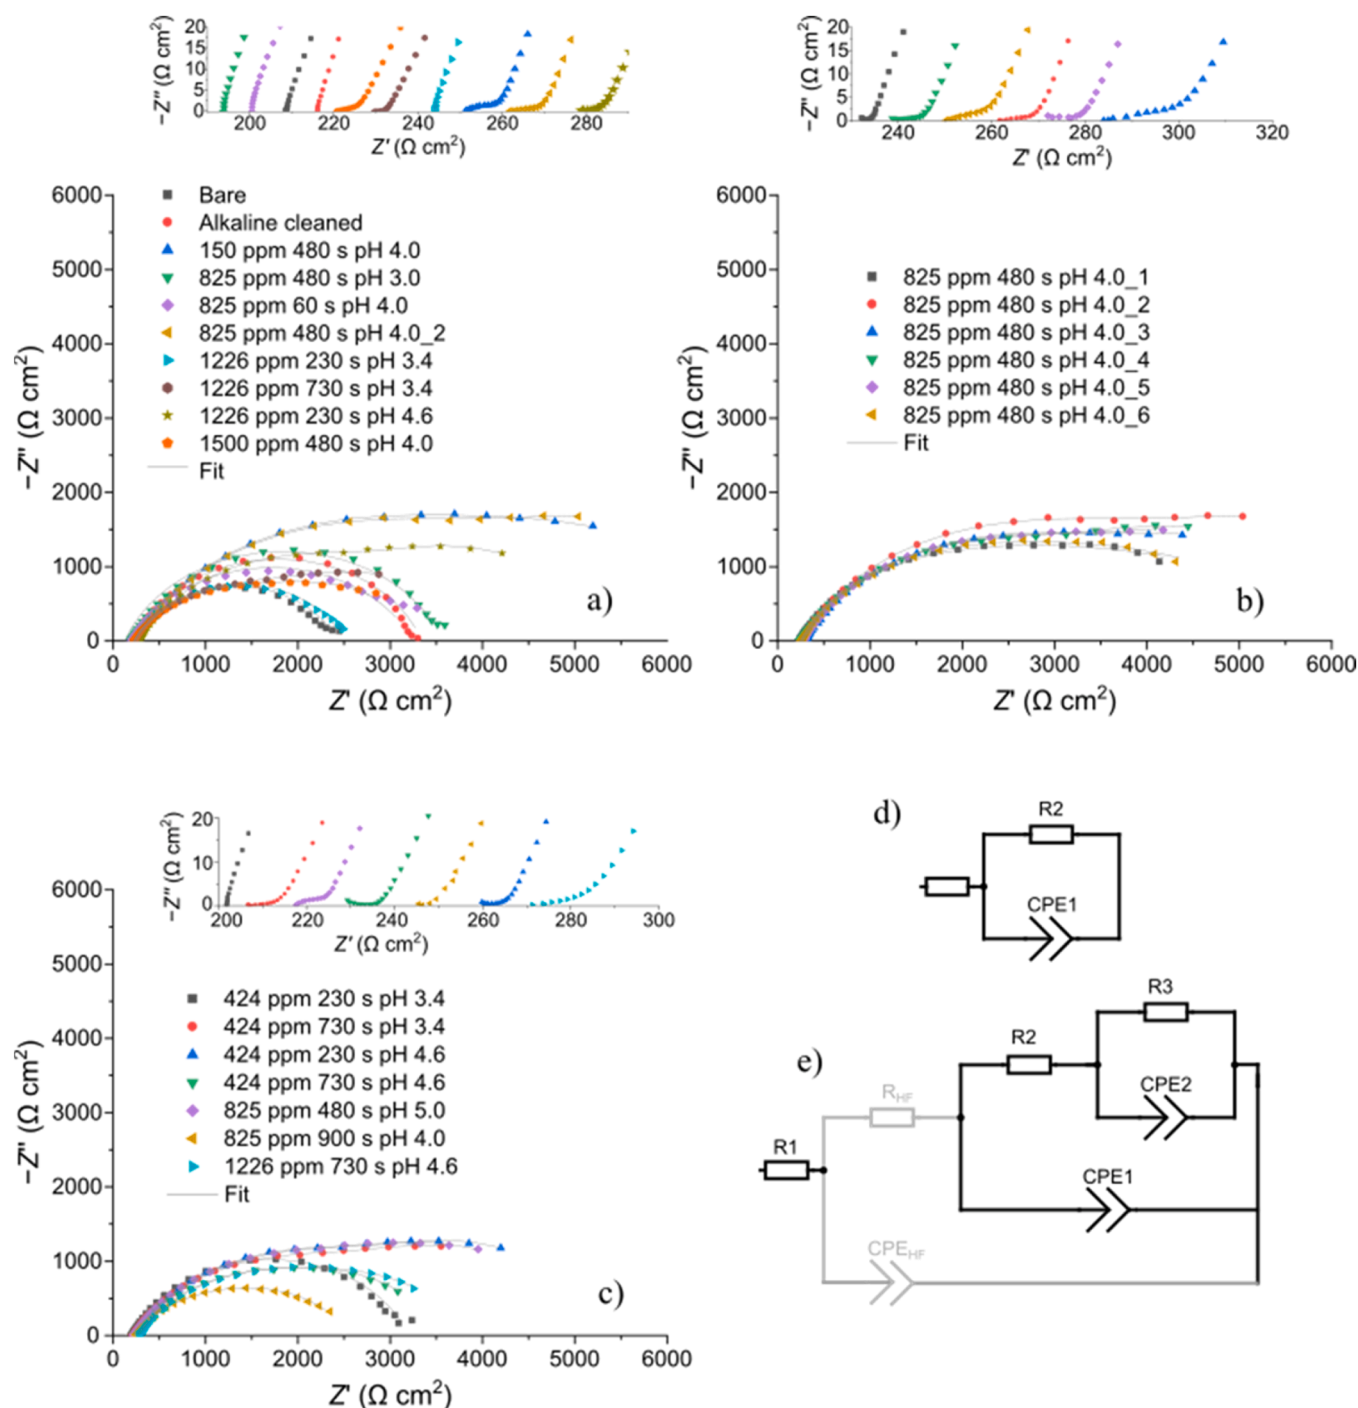 −Z″ (Ω cm²)
20
15
10
5
0
200 220 240 260 280
Z′ (Ω cm²)
−Z″ (Ω cm²)
20
15
10
5
0
240 260 280 300 320
Z′ (Ω cm²)
−Z″ (Ω cm²)
6000
5000
4000
3000
2000
1000
0
Bare
Alkaline cleaned
150 ppm 480 s pH 4.0
825 ppm 480 s pH 3.0
825 ppm 60 s pH 4.0
825 ppm 480 s pH 4.0_2
1226 ppm 230 s pH 3.4
1226 ppm 730 s pH 3.4
1226 ppm 230 s pH 4.6
1500 ppm 480 s pH 4.0
Fit
a)
0 1000 2000 3000 4000 5000 6000
Z' (Ω cm²)
−Z″ (Ω cm²)
6000
5000
4000
3000
2000
1000
0
825 ppm 480 s pH 4.0_1
825 ppm 480 s pH 4.0_2
825 ppm 480 s pH 4.0_3
825 ppm 480 s pH 4.0_4
825 ppm 480 s pH 4.0_5
825 ppm 480 s pH 4.0_6
Fit
b)
0 1000 2000 3000 4000 5000 6000
Z' (Ω cm²)
−Z″ (Ω cm²)
20
10
0
200 220 240 260 280 300
Z′ (Ω cm²)
−Z″ (Ω cm²)
6000
5000
4000
3000
2000
1000
0
424 ppm 230 s pH 3.4
424 ppm 730 s pH 3.4
424 ppm 230 s pH 4.6
424 ppm 730 s pH 4.6
825 ppm 480 s pH 5.0
825 ppm 900 s pH 4.0
1226 ppm 730 s pH 4.6
Fit
c)
0 1000 2000 3000 4000 5000 6000
Z' (Ω cm²)
d)
R2
CPE1
e)
R3
R2
CPE2
R_HF
R1
CPE1
CPE_HF